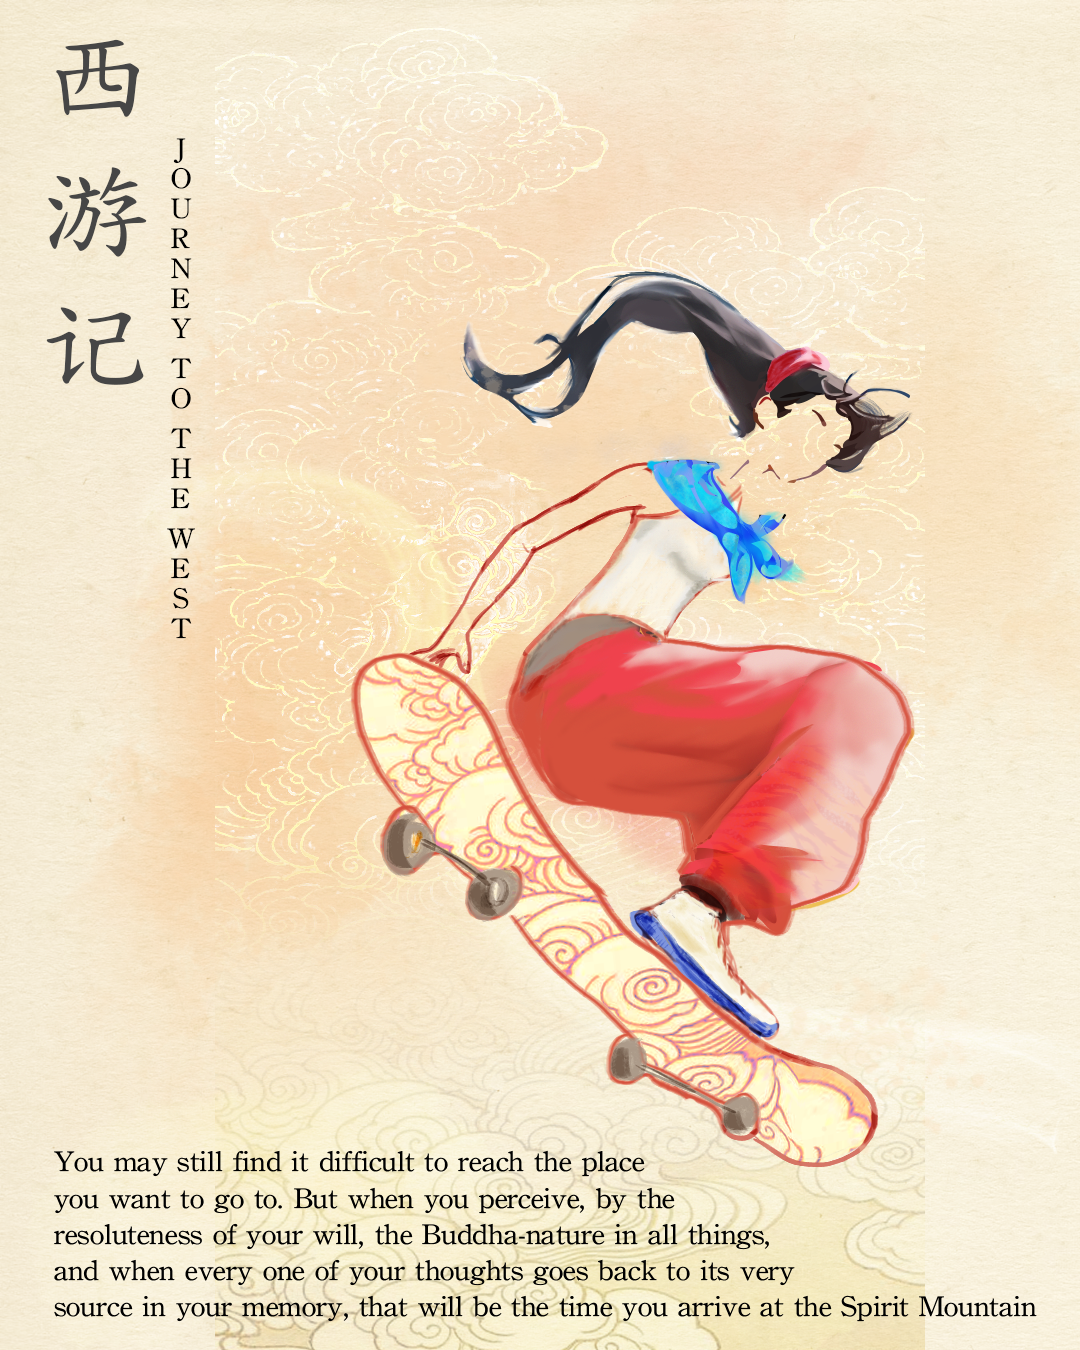 西游记
JOURNEY TO THE WEST
You may still find it difficult to reach the place
you want to go to. But when you perceive, by the
resoluteness of your will, the Buddha-nature in all things,
and when every one of your thoughts goes back to its very
source in your memory, that will be the time you arrive at the Spirit Mountain